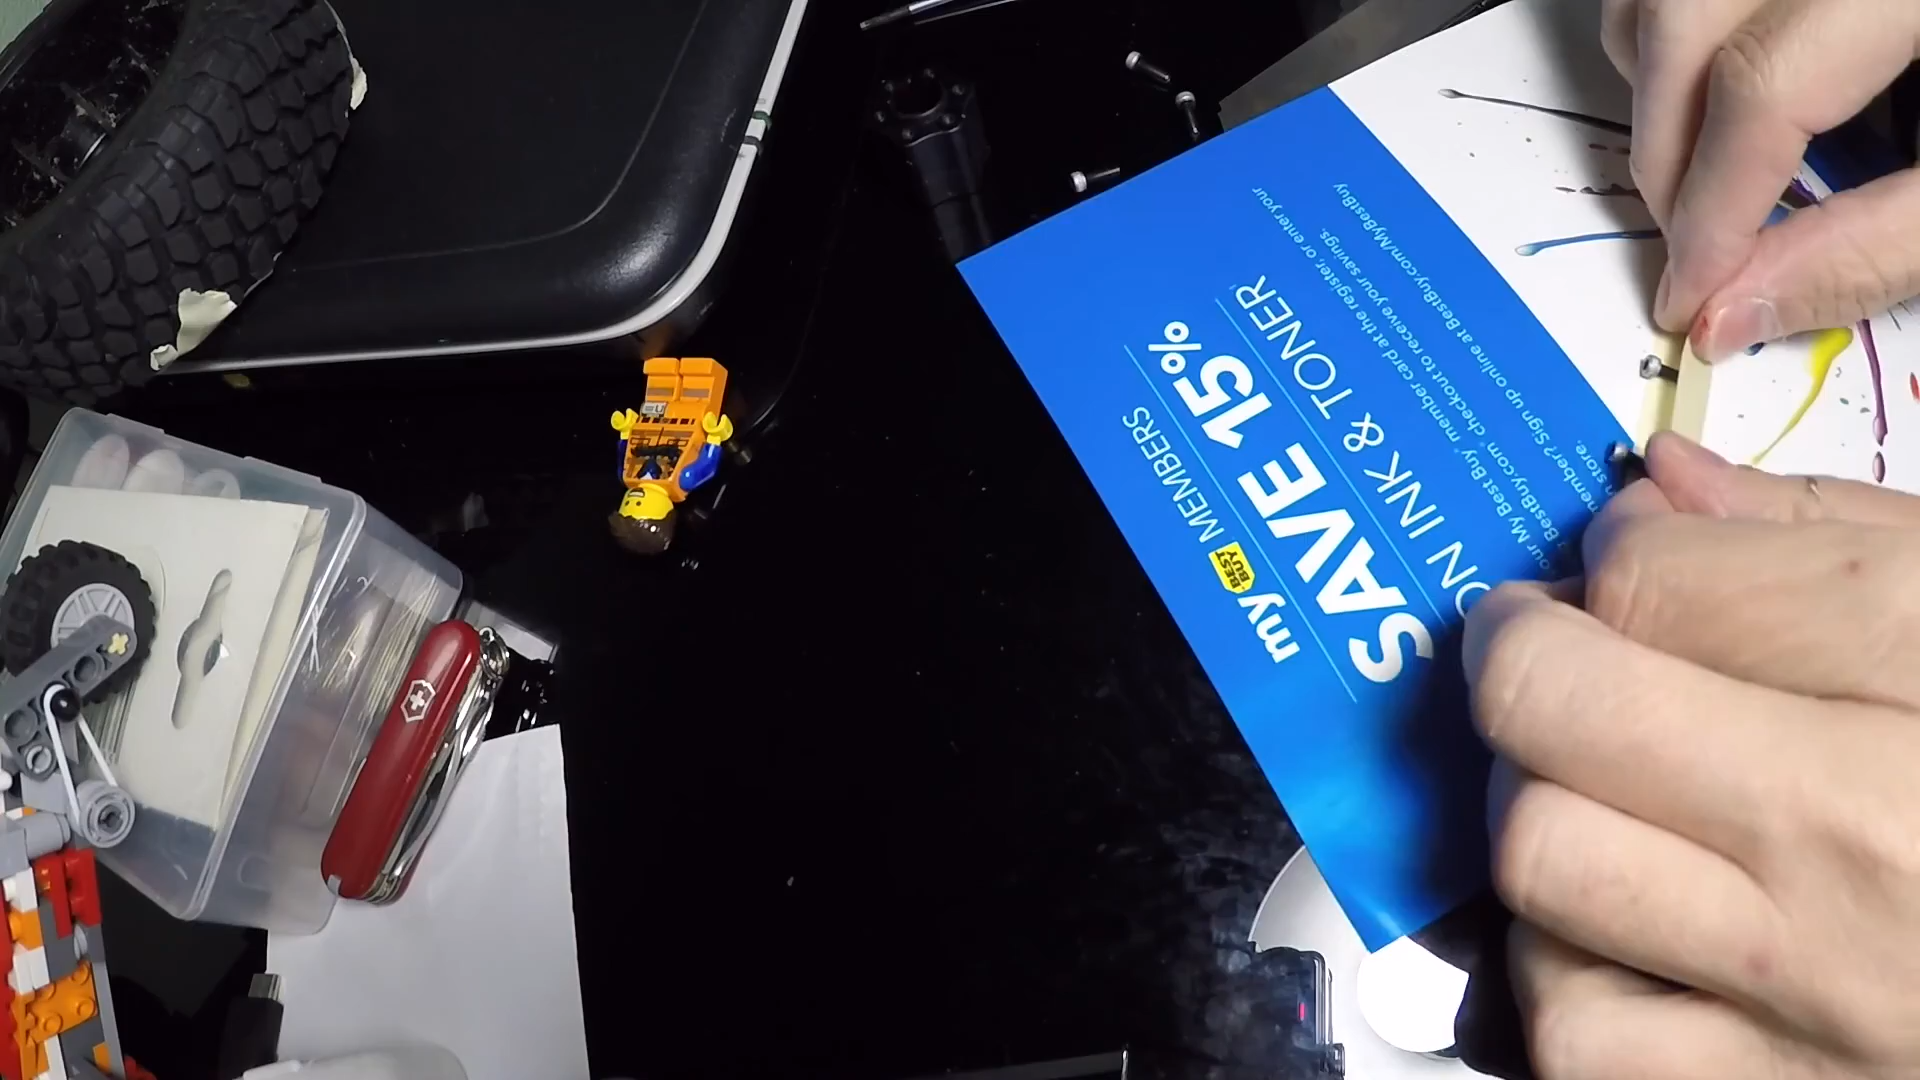 my BEST BUY MEMBERS
SAVE 15%
ON INK & TONER
our My Best Buy® member card at the register, or enter your
BestBuy.com® checkout to receive your savings.
member? Sign up online at BestBuy.com/MyBestBuy
n store.